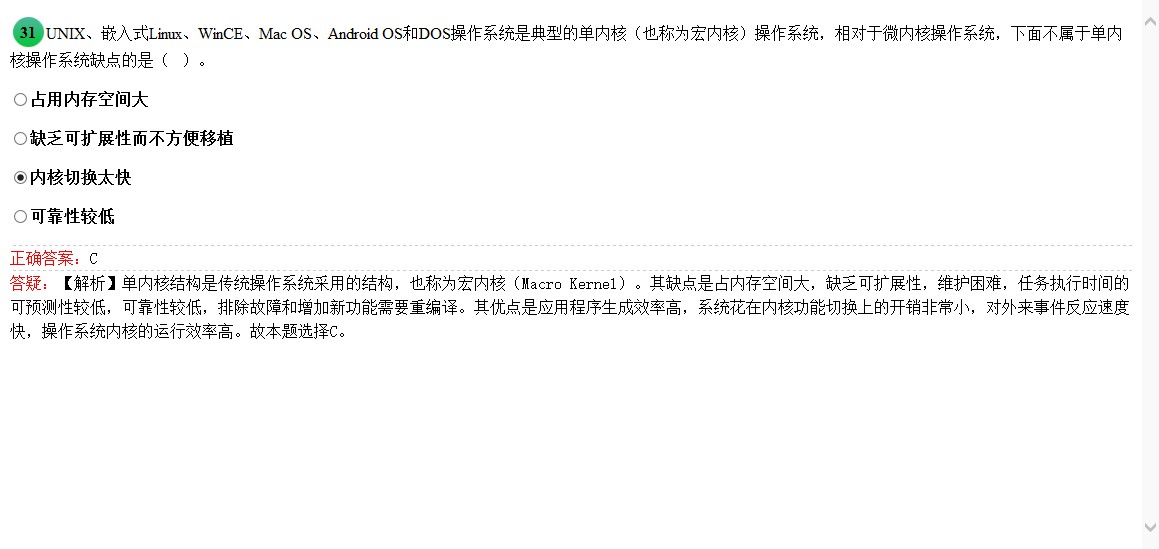 31 UNIX、嵌入式Linux、WinCE、Mac OS、Android OS和DOS操作系统是典型的单内核（也称为宏内核）操作系统，相对于微内核操作系统，下面不属于单内
核操作系统缺点的是（ ）。
占用内存空间大
缺乏可扩展性而不方便移植
内核切换太快
可靠性较低
正确答案：C
答疑：【解析】单内核结构是传统操作系统采用的结构，也称为宏内核（Macro Kernel）。其缺点是占内存空间大，缺乏可扩展性，维护困难，任务执行时间的
可预测性较低，可靠性较低，排除故障和增加新功能需要重编译。其优点是应用程序生成效率高，系统花在内核功能切换上的开销非常小，对外来事件反应速度
快，操作系统内核的运行效率高。故本题选择C。